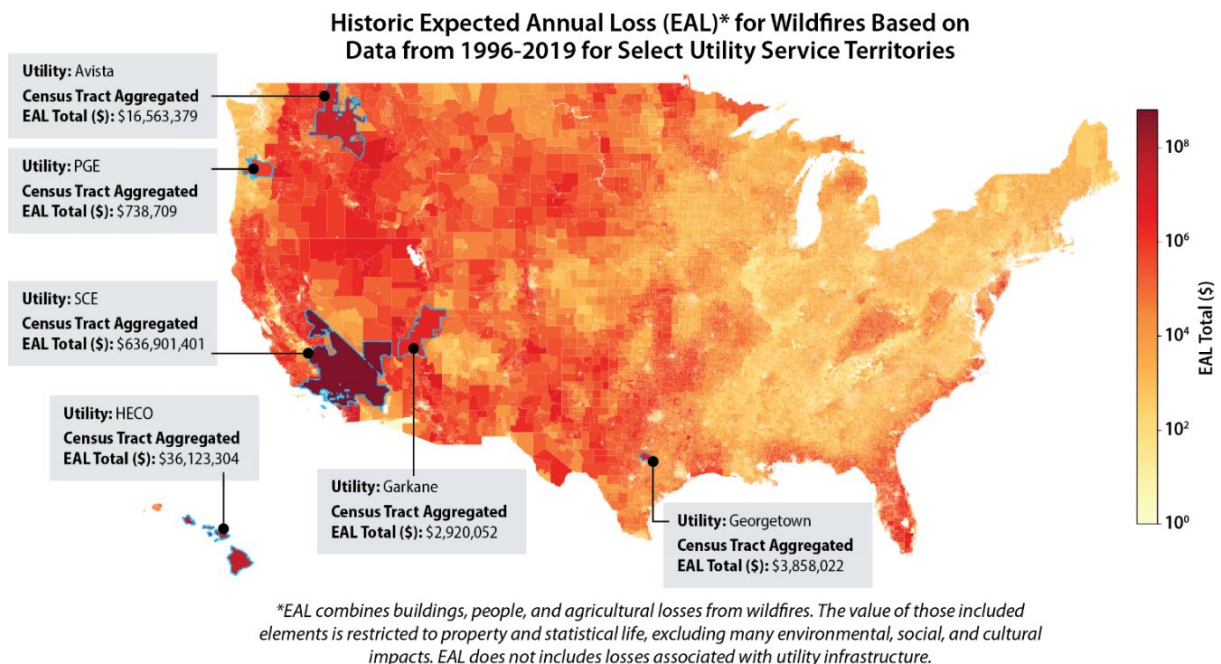 Historic Expected Annual Loss (EAL)* for Wildfires Based on
Data from 1996-2019 for Select Utility Service Territories
Utility: Avista
Census Tract Aggregated
EAL Total ($): $16,563,379
Utility: PGE
Census Tract Aggregated
EAL Total ($): $738,709
Utility: SCE
Census Tract Aggregated
EAL Total ($): $636,901,401
Utility: HECO
Census Tract Aggregated
EAL Total ($): $36,123,304
Utility: Garkane
Census Tract Aggregated
EAL Total ($): $2,920,052
Utility: Georgetown
Census Tract Aggregated
EAL Total ($): $3,858,022
10⁸
10⁶
10⁴
10²
10⁰
EAL Total ($)
*EAL combines buildings, people, and agricultural losses from wildfires. The value of those included
elements is restricted to property and statistical life, excluding many environmental, social, and cultural
impacts. EAL does not includes losses associated with utility infrastructure.